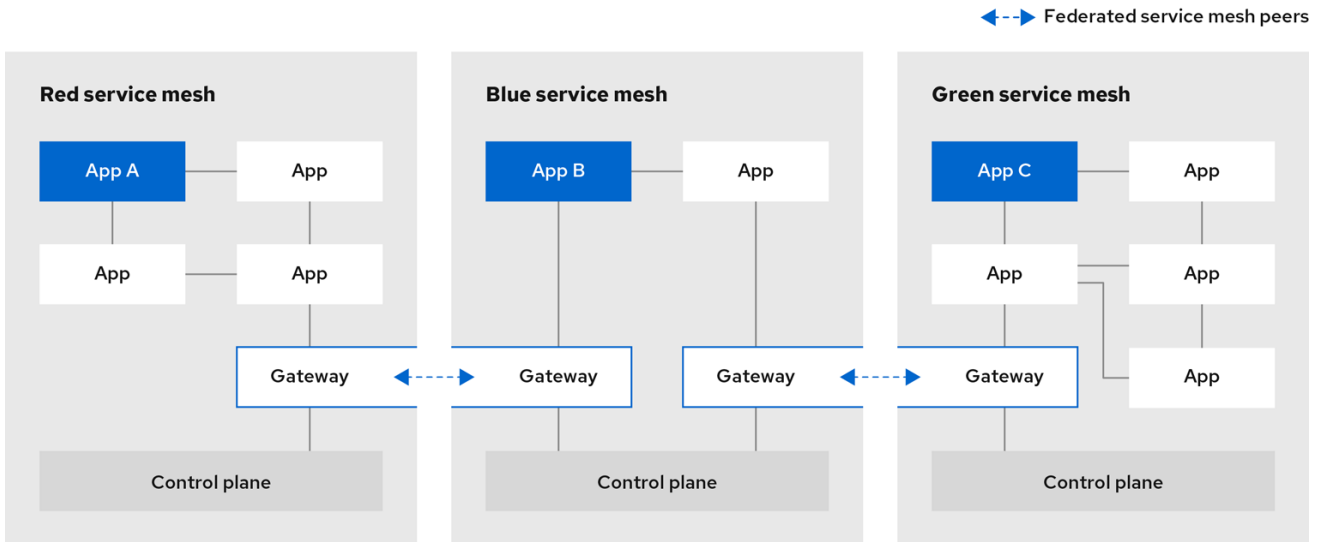 Federated service mesh peers
Red service mesh
Blue service mesh
Green service mesh
App A
App
App B
App
App C
App
App
App
App
App
Gateway
Gateway
Gateway
Gateway
App
Control plane
Control plane
Control plane